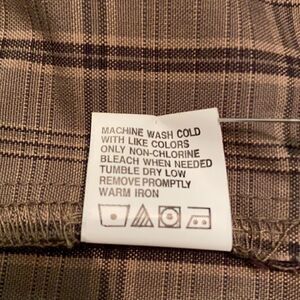 MACHINE WASH COLD
WITH LIKE COLORS
ONLY NON-CHLORINE
BLEACH WHEN NEEDED
TUMBLE DRY LOW
REMOVE PROMPTLY
WARM IRON